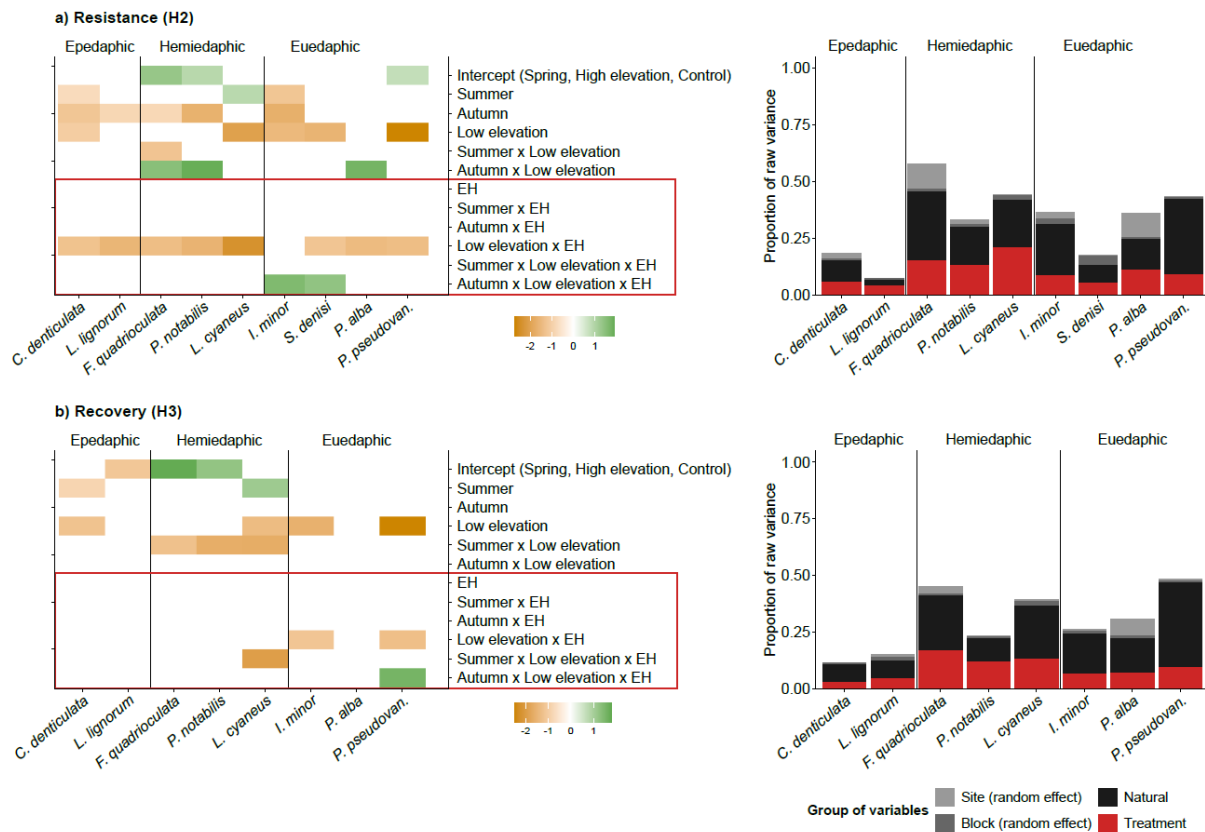 a) Resistance (H2)
Epedaphic Hemiedaphic Euedaphic
Intercept (Spring, High elevation, Control)
Summer
Autumn
Low elevation
Summer x Low elevation
Autumn x Low elevation
EH
Summer x EH
Autumn x EH
Low elevation x EH
Summer x Low elevation x EH
Autumn x Low elevation x EH
C. denticulata
L. lignorum
F. quadrioculata
P. notabilis
L. cyaneus
I. minor
S. denisi
P. alba
P. pseudovan.
-2 -1 0 1
Epedaphic Hemiedaphic Euedaphic
Proportion of raw variance
1.00
0.75
0.50
0.25
0.00
C. denticulata
L. lignorum
F. quadrioculata
P. notabilis
L. cyaneus
I. minor
S. denisi
P. alba
P. pseudovan.
b) Recovery (H3)
Epedaphic Hemiedaphic Euedaphic
Intercept (Spring, High elevation, Control)
Summer
Autumn
Low elevation
Summer x Low elevation
Autumn x Low elevation
EH
Summer x EH
Autumn x EH
Low elevation x EH
Summer x Low elevation x EH
Autumn x Low elevation x EH
C. denticulata
L. lignorum
F. quadrioculata
P. notabilis
L. cyaneus
I. minor
P. alba
P. pseudovan.
-2 -1 0 1
Epedaphic Hemiedaphic Euedaphic
Proportion of raw variance
1.00
0.75
0.50
0.25
0.00
C. denticulata
L. lignorum
F. quadrioculata
P. notabilis
L. cyaneus
I. minor
P. alba
P. pseudovan.
Group of variables
Site (random effect) Natural
Block (random effect) Treatment